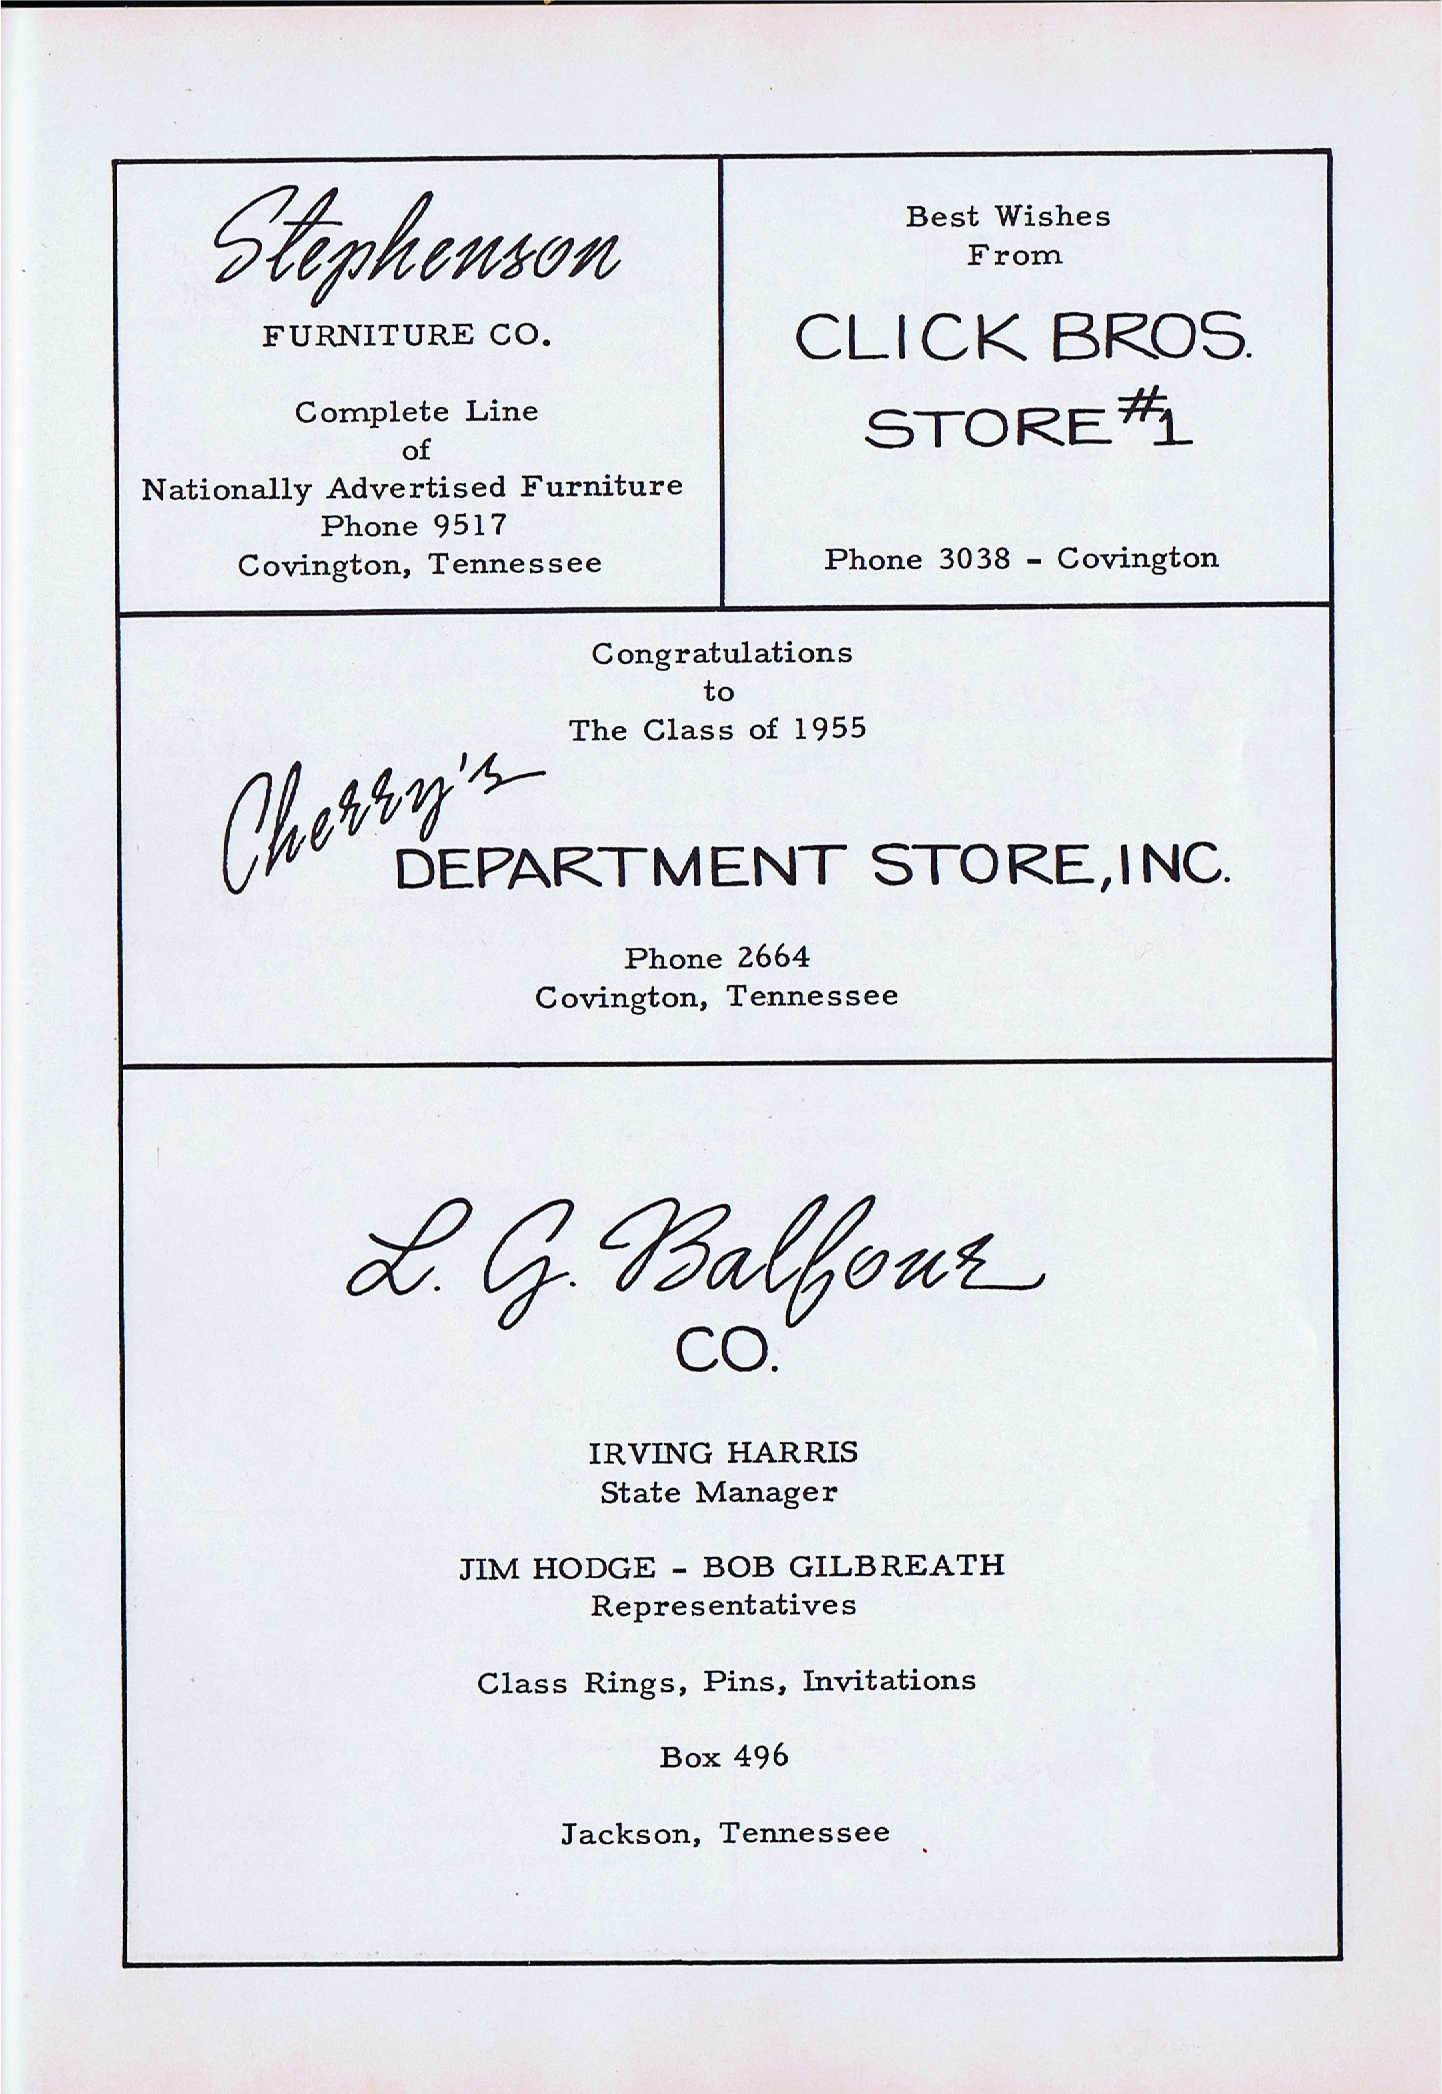 Stephenson
FURNITURE CO.
Complete Line
of
Nationally Advertised Furniture
Phone 9517
Covington, Tennessee
Best Wishes
From
CLICK BROS.
STORE #1
Phone 3038 - Covington
Congratulations
to
The Class of 1955
Cherry's
DEPARTMENT STORE, INC.
Phone 2664
Covington, Tennessee
L. G. Balfour
CO.
IRVING HARRIS
State Manager
JIM HODGE - BOB GILBREATH
Representatives
Class Rings, Pins, Invitations
Box 496
Jackson, Tennessee